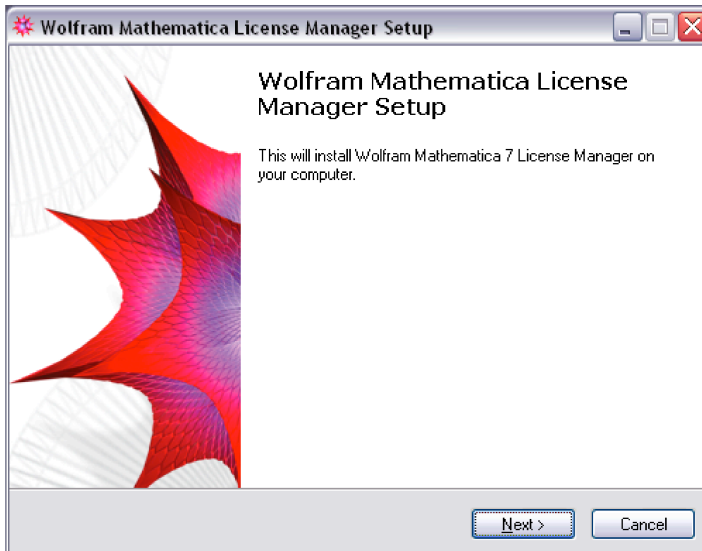 Wolfram Mathematica License Manager Setup
Wolfram Mathematica License
Manager Setup
This will install Wolfram Mathematica 7 License Manager on
your computer.
Next >
Cancel